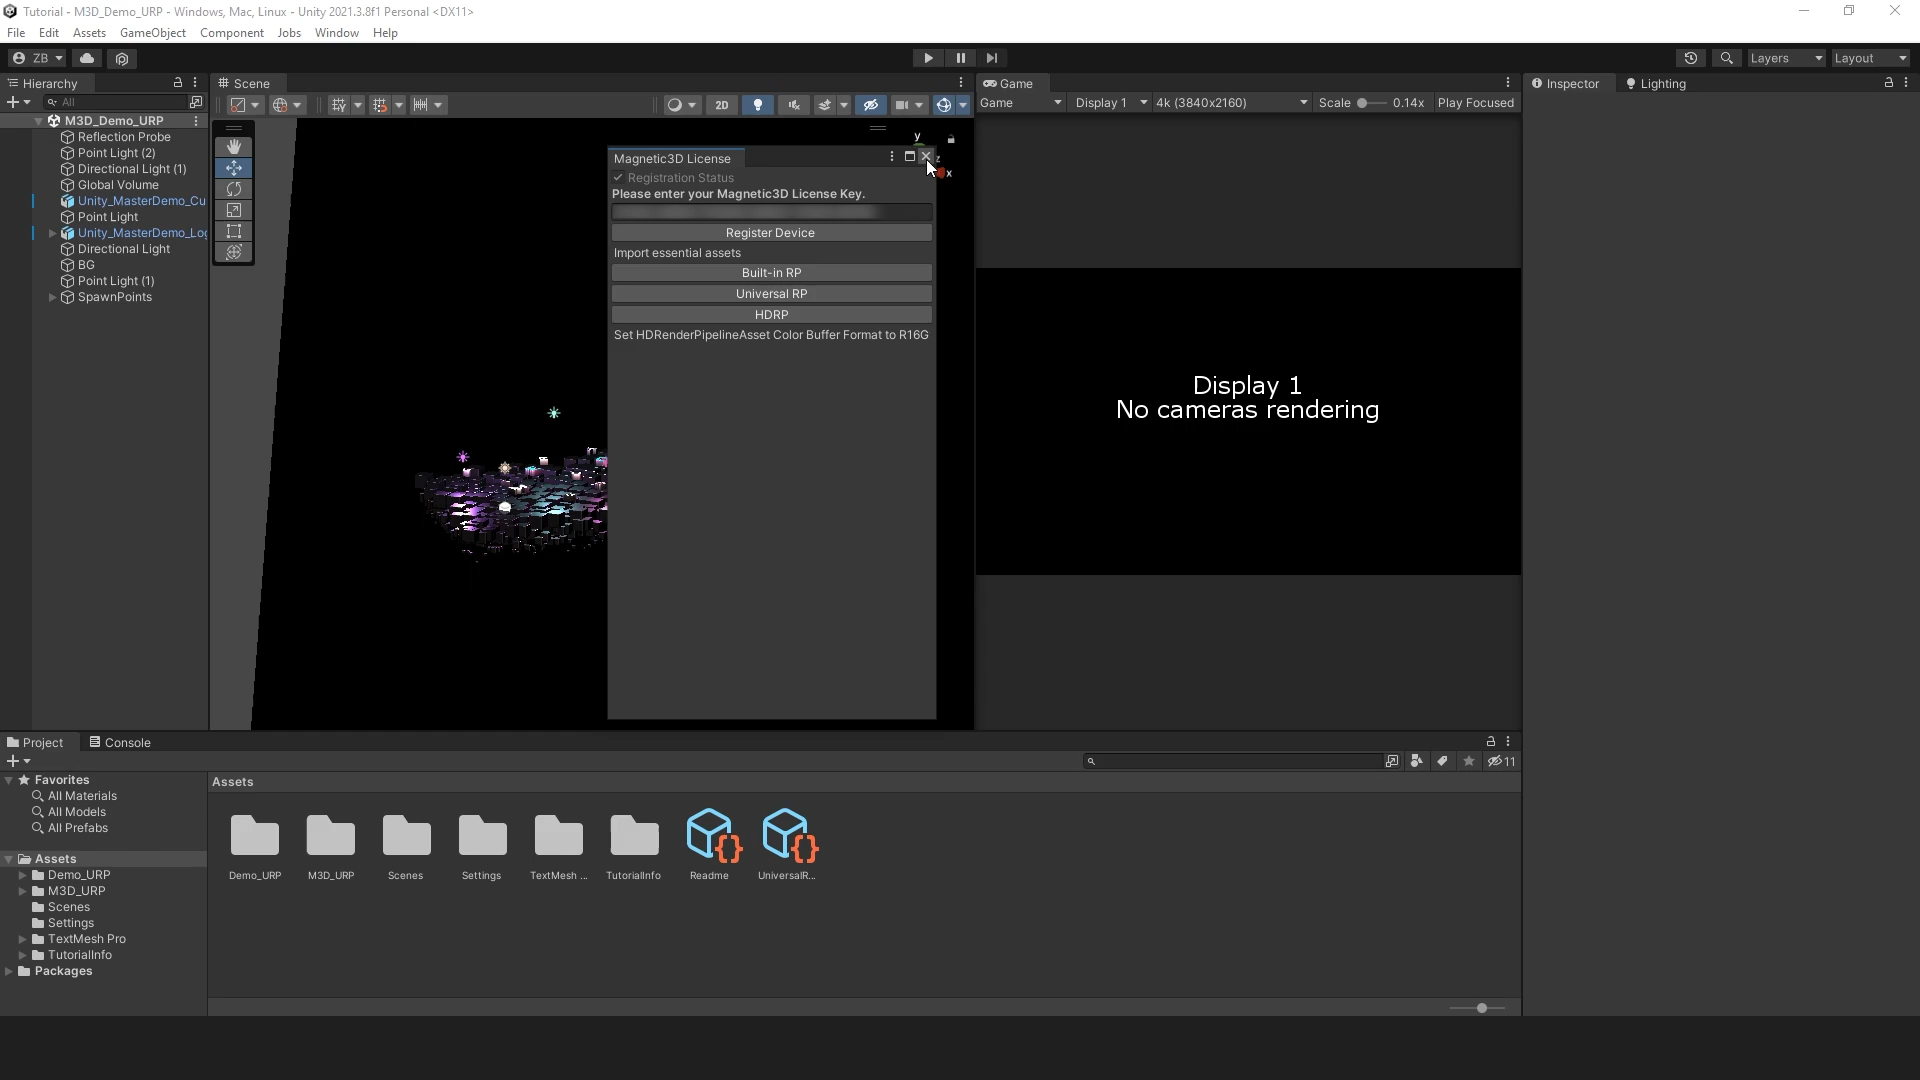 Tutorial - M3D_Demo_URP - Windows, Mac, Linux - Unity 2021.3.8f1 Personal <DX11>
File Edit Assets GameObject Component Jobs Window Help
ZB
Layers
Layout
Hierarchy
All
M3D_Demo_URP
Reflection Probe
Point Light (2)
Directional Light (1)
Global Volume
Unity_MasterDemo_Cu
Point Light
Unity_MasterDemo_Log
Directional Light
BG
Point Light (1)
SpawnPoints
Scene
2D
y
z
x
Magnetic3D License
Registration Status
Please enter your Magnetic3D License Key.
Register Device
Import essential assets
Built-in RP
Universal RP
HDRP
Set HDRenderPipelineAsset Color Buffer Format to R16G
Game
Game Display 1 4k (3840x2160) Scale 0.14x Play Focused
Display 1
No cameras rendering
Inspector
Lighting
Project
Console
11
Favorites
All Materials
All Models
All Prefabs
Assets
Demo_URP
M3D_URP
Scenes
Settings
TextMesh Pro
TutorialInfo
Packages
Assets
Demo_URP
M3D_URP
Scenes
Settings
TextMesh ...
TutorialInfo
Readme
UniversalR...